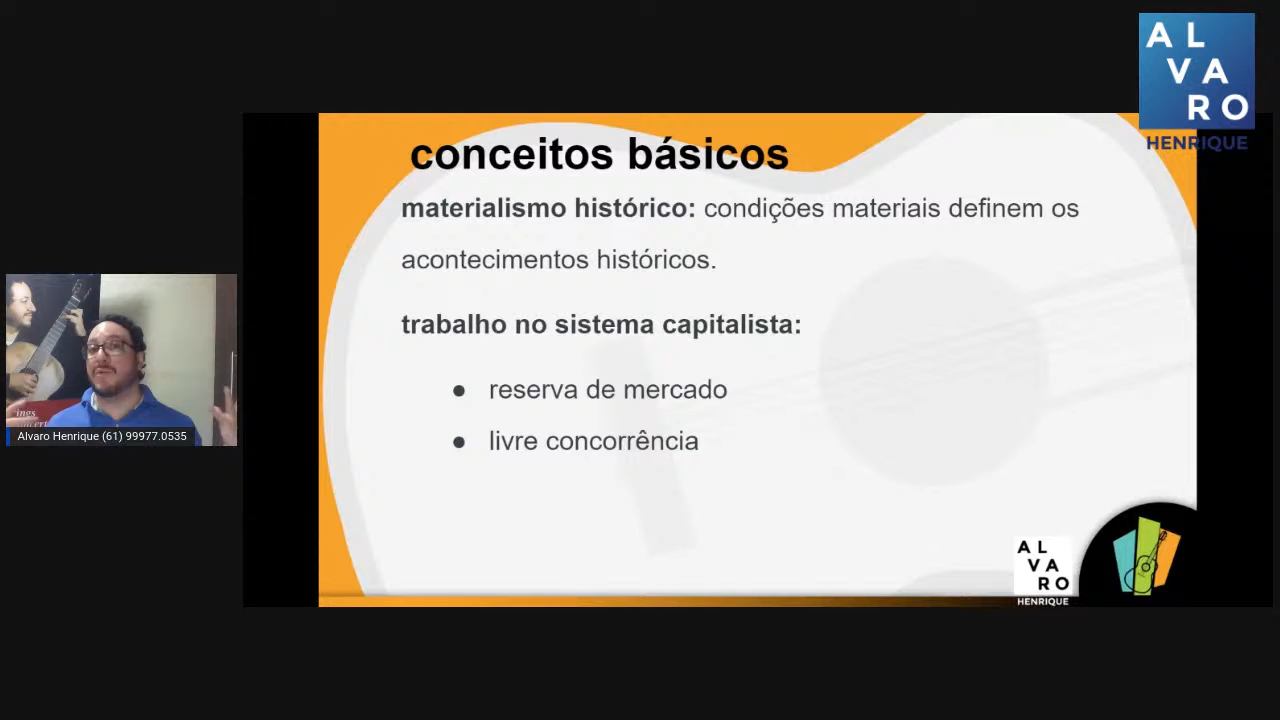 A L
V A
R O
HENRIQUE
conceitos básicos
materialismo histórico: condições materiais definem os
acontecimentos históricos.
trabalho no sistema capitalista:
● reserva de mercado
● livre concorrência
ings
Alvaro Henrique (61) 99977.0535
A L
V A
R O
HENRIQUE